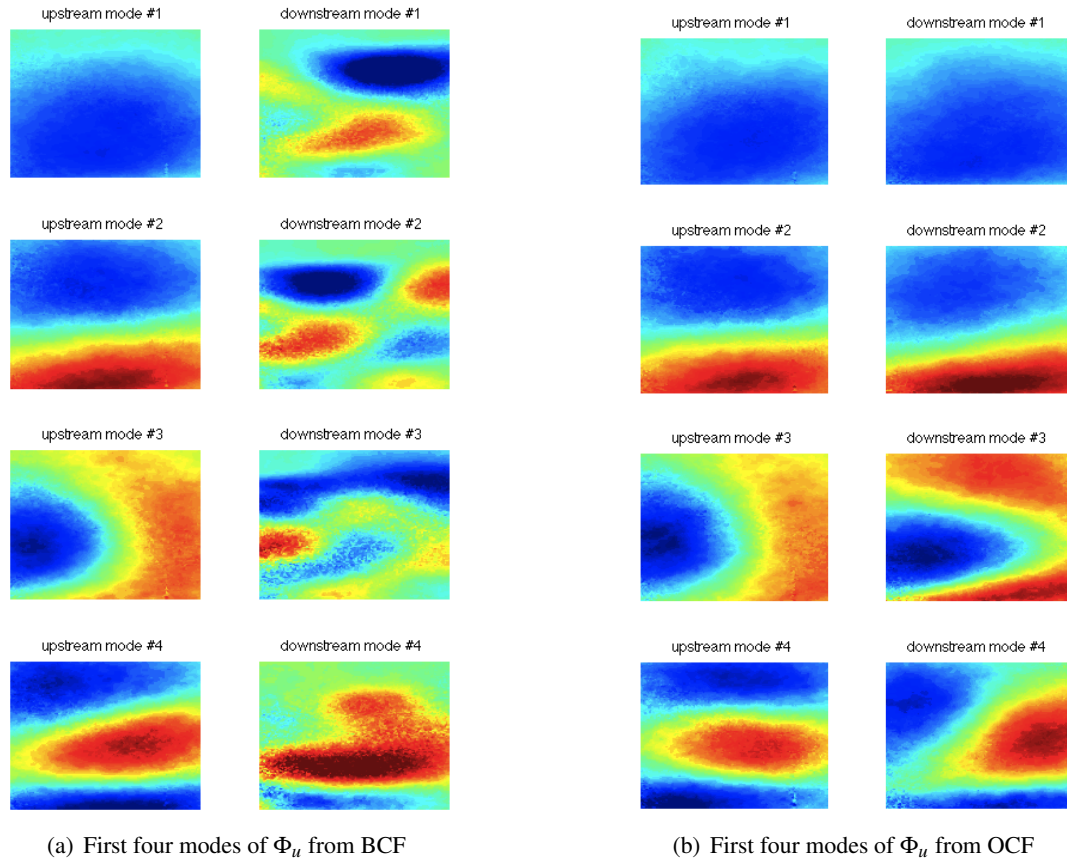 upstream mode #1
downstream mode #1
upstream mode #2
downstream mode #2
upstream mode #3
downstream mode #3
upstream mode #4
downstream mode #4
(a) First four modes of Φ_u from BCF
upstream mode #1
downstream mode #1
upstream mode #2
downstream mode #2
upstream mode #3
downstream mode #3
upstream mode #4
downstream mode #4
(b) First four modes of Φ_u from OCF